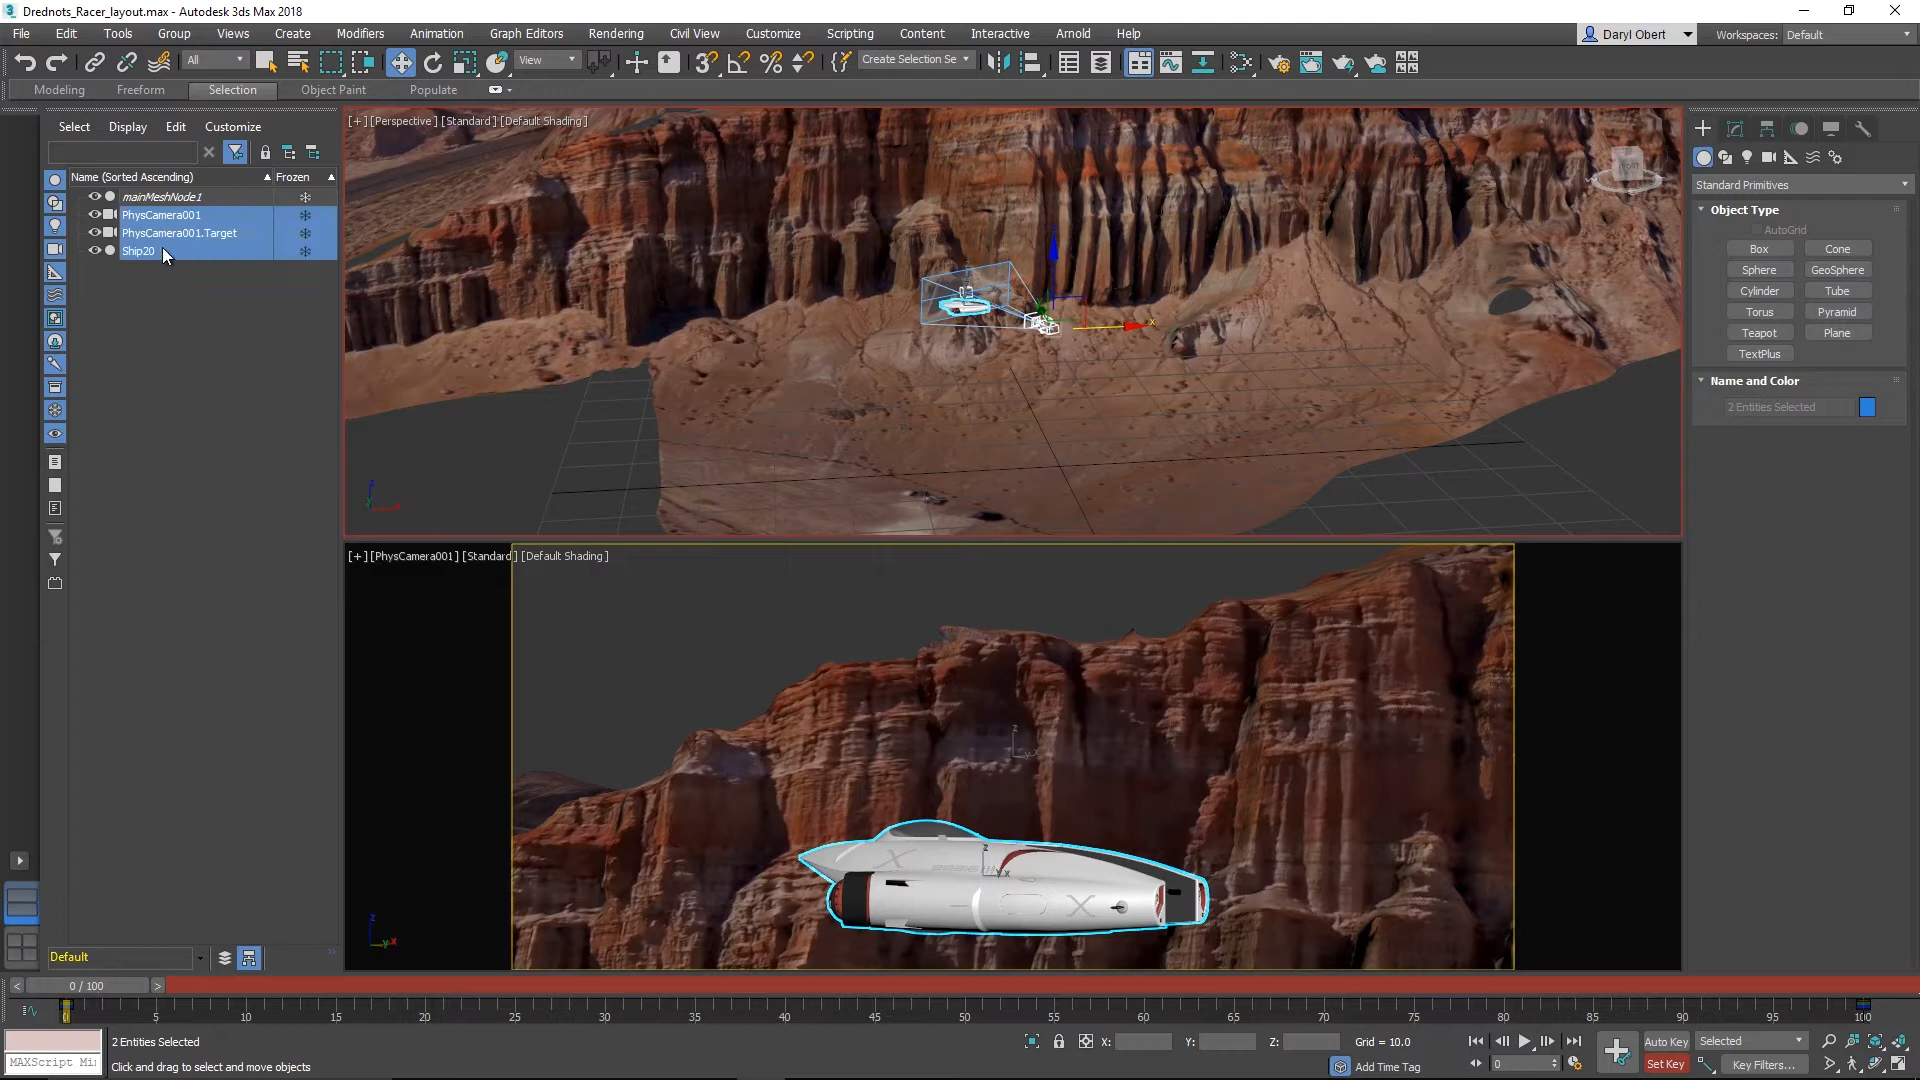 Drednots_Racer_layout.max - Autodesk 3ds Max 2018
File Edit Tools Group Views Create Modifiers Animation Graph Editors Rendering Civil View Customize Scripting Content Interactive Arnold Help Daryl Obert Workspaces: Default
All View Create Selection Se
Modeling Freeform Selection Object Paint Populate
Select Display Edit Customize
Name (Sorted Ascending) Frozen
mainMeshNode1
PhysCamera001
PhysCamera001.Target
Ship20
Default
[+] [Perspective ] [Standard ] [Default Shading ]
[+] [PhysCamera001 ] [Standard ] [Default Shading ]
Standard Primitives
Object Type
AutoGrid
Box Cone
Sphere GeoSphere
Cylinder Tube
Torus Pyramid
Teapot Plane
TextPlus
Name and Color
2 Entities Selected
0 / 100
0 5 10 15 20 25 30 35 40 45 50 55 60 65 70 75 80 85 90 95 100
2 Entities Selected X: Y: Z: Grid = 10.0 Auto Key Selected
MAXScript Mi Click and drag to select and move objects Add Time Tag 0 Set Key Key Filters...